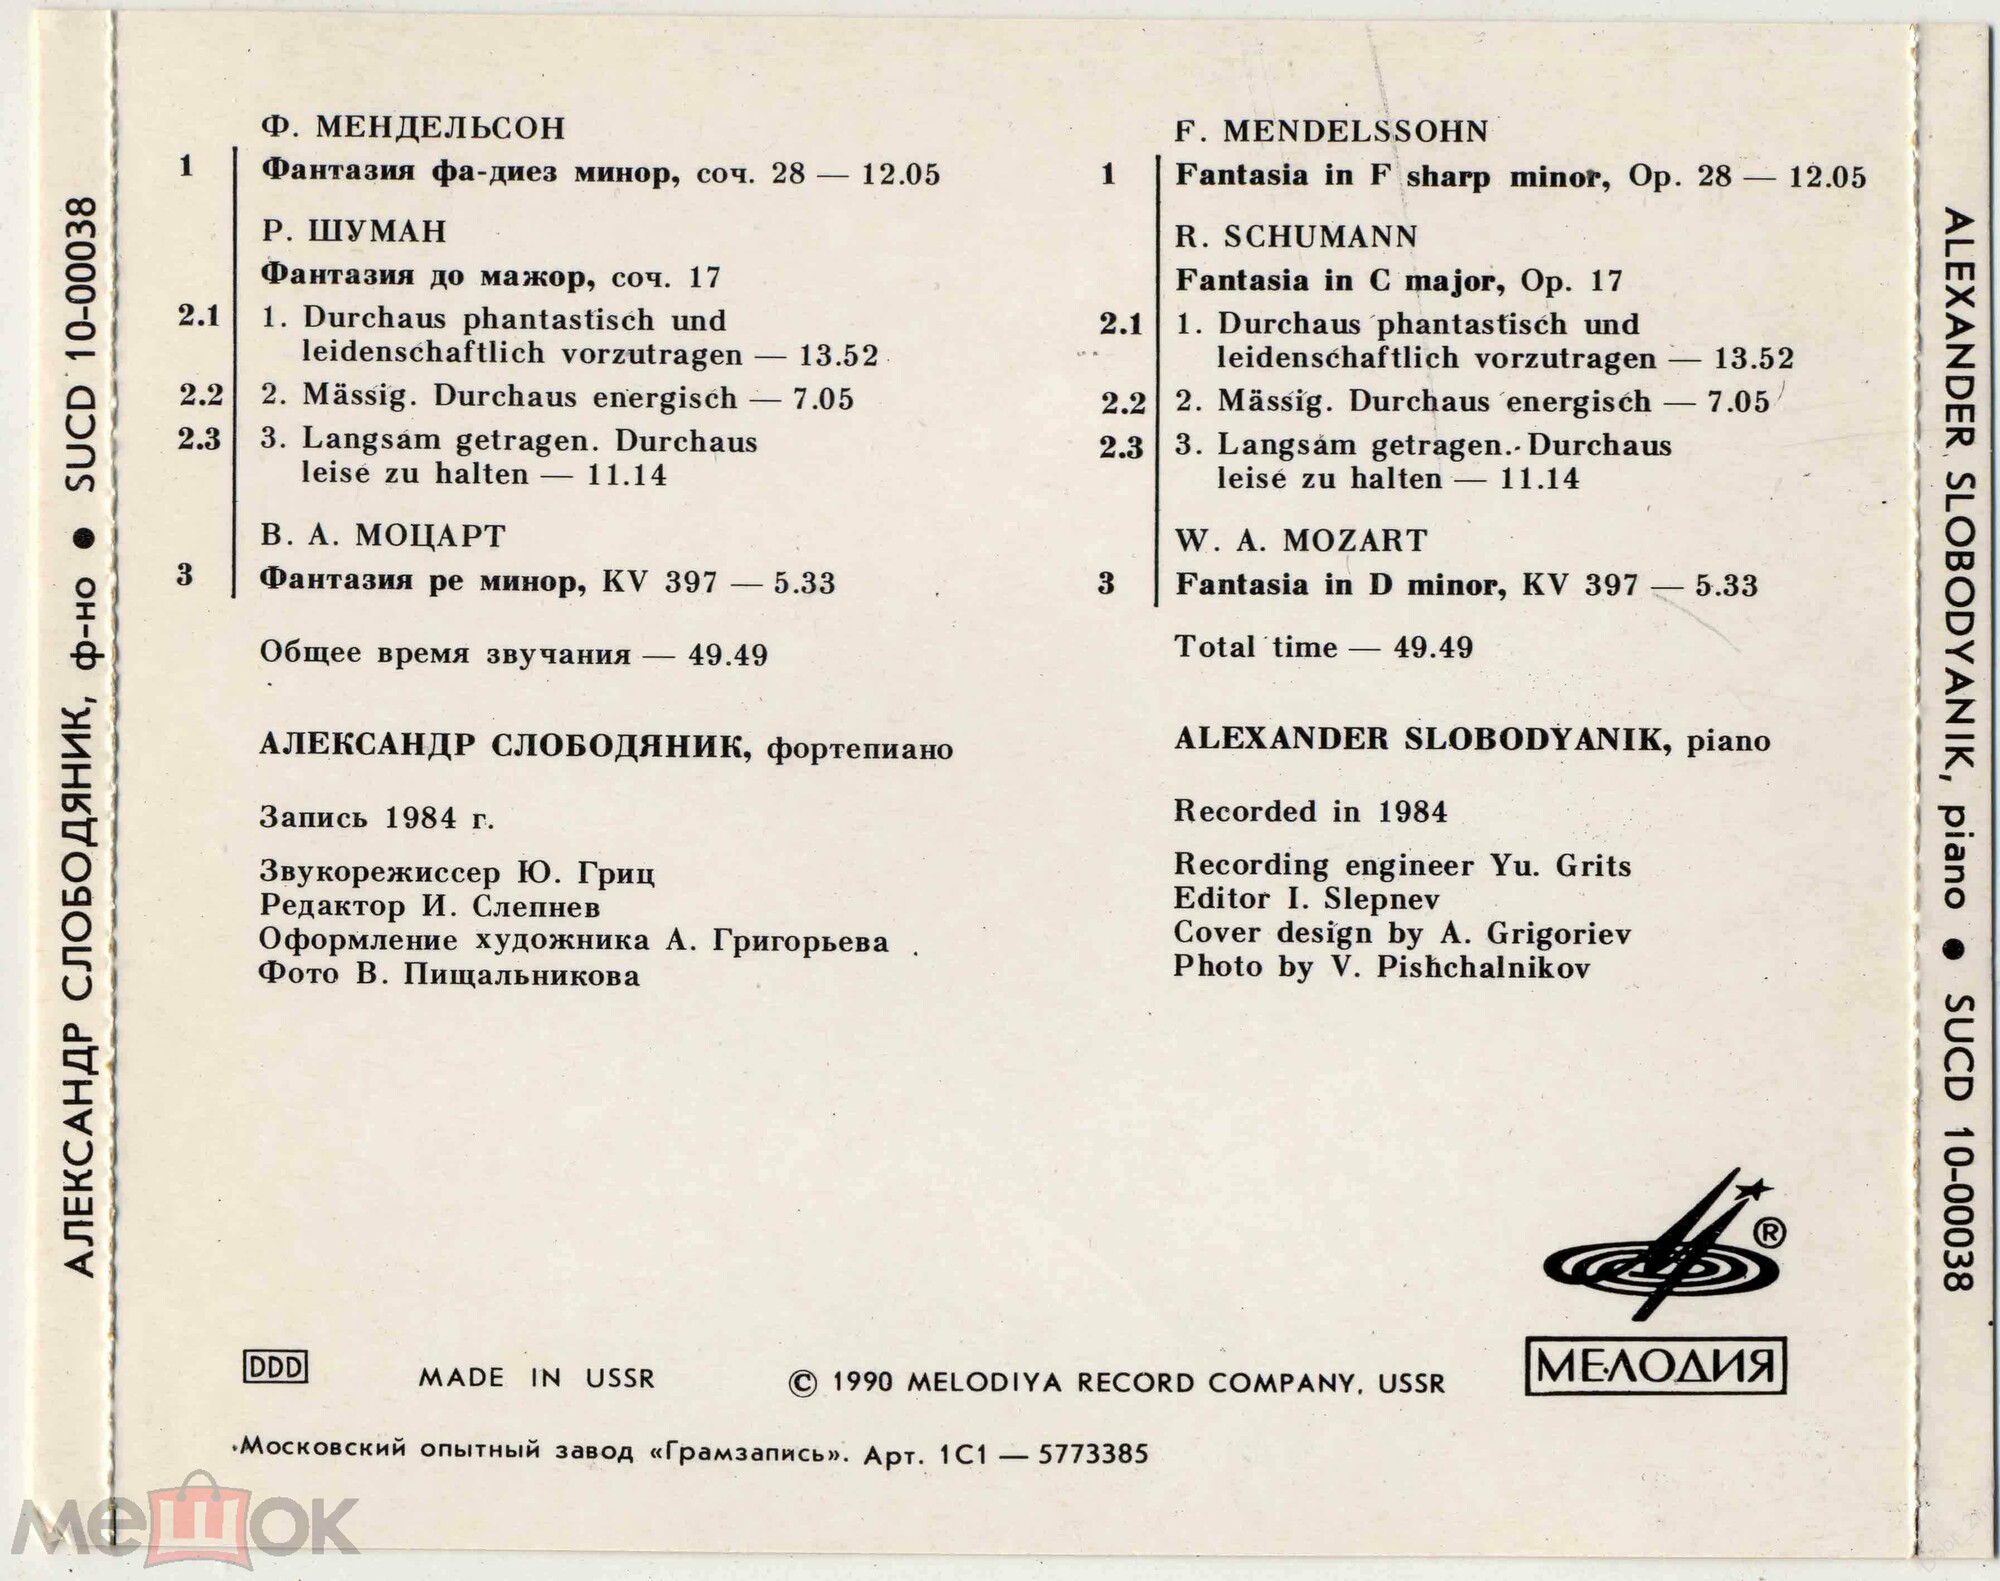 АЛЕКСАНДР СЛОБОДЯНИК, ф-но ● SUCD 10-00038
Ф. МЕНДЕЛЬСОН
1 Фантазия фа-диез минор, соч. 28 — 12.05
Р. ШУМАН
Фантазия до мажор, соч. 17
2.1 1. Durchaus phantastisch und
leidenschaftlich vorzutragen — 13.52
2.2 2. Mässig. Durchaus energisch — 7.05
2.3 3. Langsam getragen. Durchaus
leise zu halten — 11.14
В. А. МОЦАРТ
3 Фантазия ре минор, KV 397 — 5.33
Общее время звучания — 49.49
АЛЕКСАНДР СЛОБОДЯНИК, фортепиано
Запись 1984 г.
Звукорежиссер Ю. Гриц
Редактор И. Слепнев
Оформление художника А. Григорьева
Фото В. Пищальникова
F. MENDELSSOHN
1 Fantasia in F sharp minor, Op. 28 — 12.05
R. SCHUMANN
Fantasia in C major, Op. 17
2.1 1. Durchaus phantastisch und
leidenschaftlich vorzutragen — 13.52
2.2 2. Mässig. Durchaus energisch — 7.05
2.3 3. Langsam getragen. Durchaus
leise zu halten — 11.14
W. A. MOZART
3 Fantasia in D minor, KV 397 — 5.33
Total time — 49.49
ALEXANDER SLOBODYANIK, piano
Recorded in 1984
Recording engineer Yu. Grits
Editor I. Slepnev
Cover design by A. Grigoriev
Photo by V. Pishchalnikov
ALEXANDER SLOBODYANIK, piano ● SUCD 10-00038
®
МЕЛОДИЯ
DDD MADE IN USSR © 1990 MELODIYA RECORD COMPANY, USSR
Московский опытный завод «Грамзапись». Арт. 1С1 — 5773385
мешок